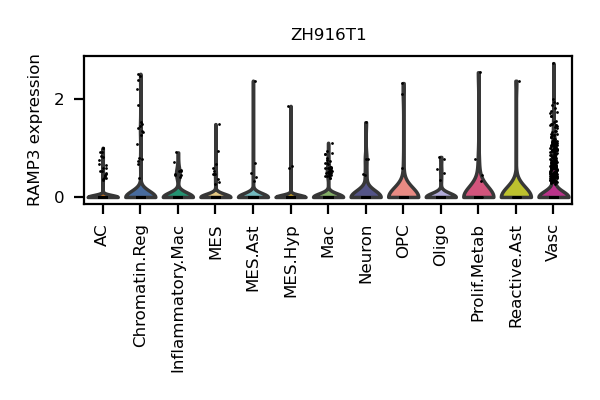 ZH916T1
RAMP3 expression
2
0
AC
Chromatin.Reg
Inflammatory.Mac
MES
MES.Ast
MES.Hyp
Mac
Neuron
OPC
Oligo
Prolif.Metab
Reactive.Ast
Vasc